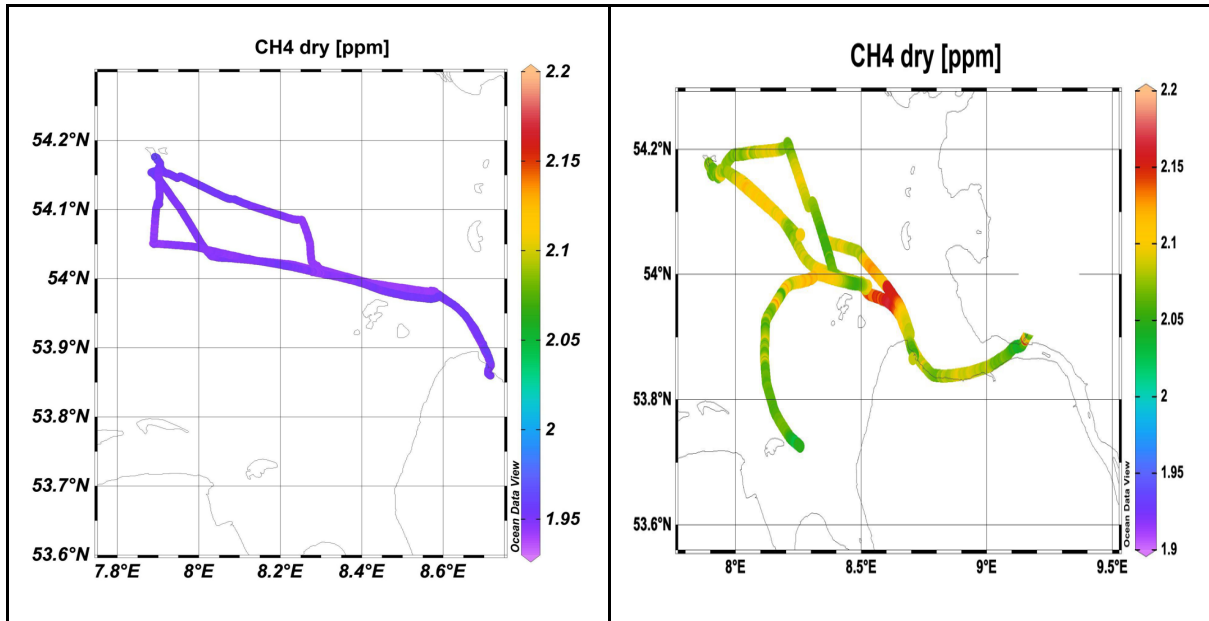 CH4 dry [ppm]
54.2°N
54.1°N
54°N
53.9°N
53.8°N
53.7°N
53.6°N
7.8°E 8°E 8.2°E 8.4°E 8.6°E
2.2
2.15
2.1
2.05
2
1.95
Ocean Data View
CH4 dry [ppm]
54.2°N
54°N
53.8°N
53.6°N
8°E 8.5°E 9°E 9.5°E
2.2
2.15
2.1
2.05
2
1.95
1.9
Ocean Data View